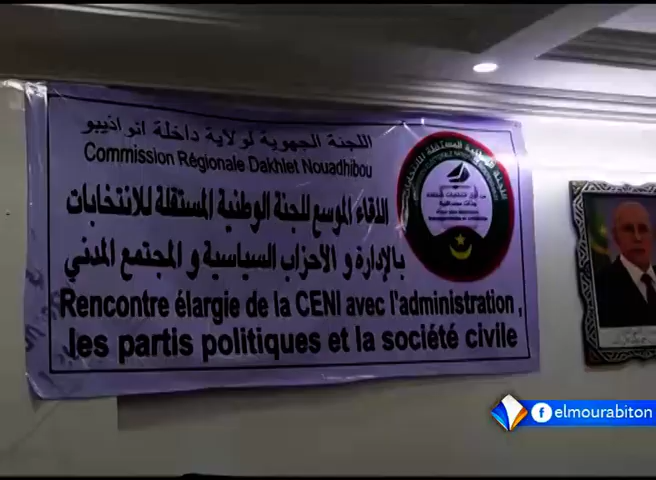 اللجنة الجهوية لولاية داخلة انواذيبو
Commission Régionale Dakhlet Nouadhibou
اللقاء الموسع للجنة الوطنية المستقلة للانتخابات
بالإدارة و الأحزاب السياسية و المجتمع المدني
Rencontre élargie de la CENI avec l'administration,
les partis politiques et la société civile
elmourabiton